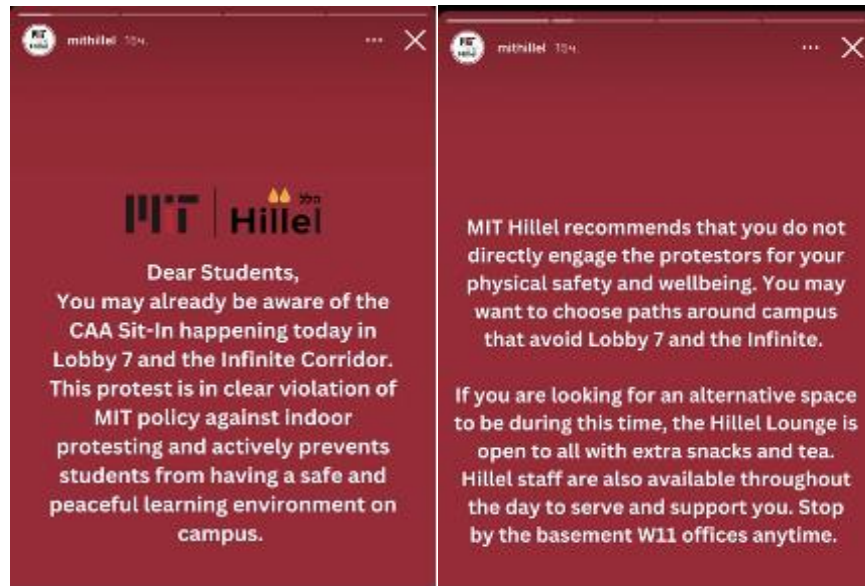 mithillel 15ч.
MIT | Hillel הלל
Dear Students,
You may already be aware of the
CAA Sit-In happening today in
Lobby 7 and the Infinite Corridor.
This protest is in clear violation of
MIT policy against indoor
protesting and actively prevents
students from having a safe and
peaceful learning environment on
campus.
mithillel 15ч.
MIT Hillel recommends that you do not
directly engage the protestors for your
physical safety and wellbeing. You may
want to choose paths around campus
that avoid Lobby 7 and the Infinite.
If you are looking for an alternative space
to be during this time, the Hillel Lounge is
open to all with extra snacks and tea.
Hillel staff are also available throughout
the day to serve and support you. Stop
by the basement W11 offices anytime.